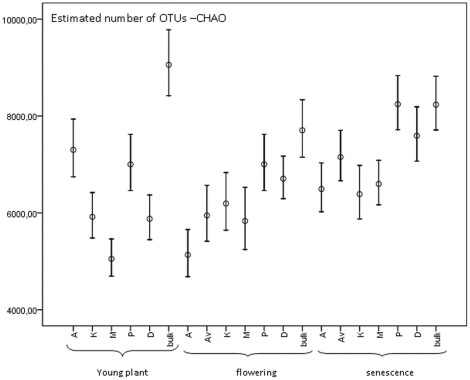 Estimated number of OTUs –CHAO
10000,00
8000,00
6000,00
4000,00
A K M P D bulk A Av K M P D bulk A Av K M P D bulk
Young plant flowering senescence